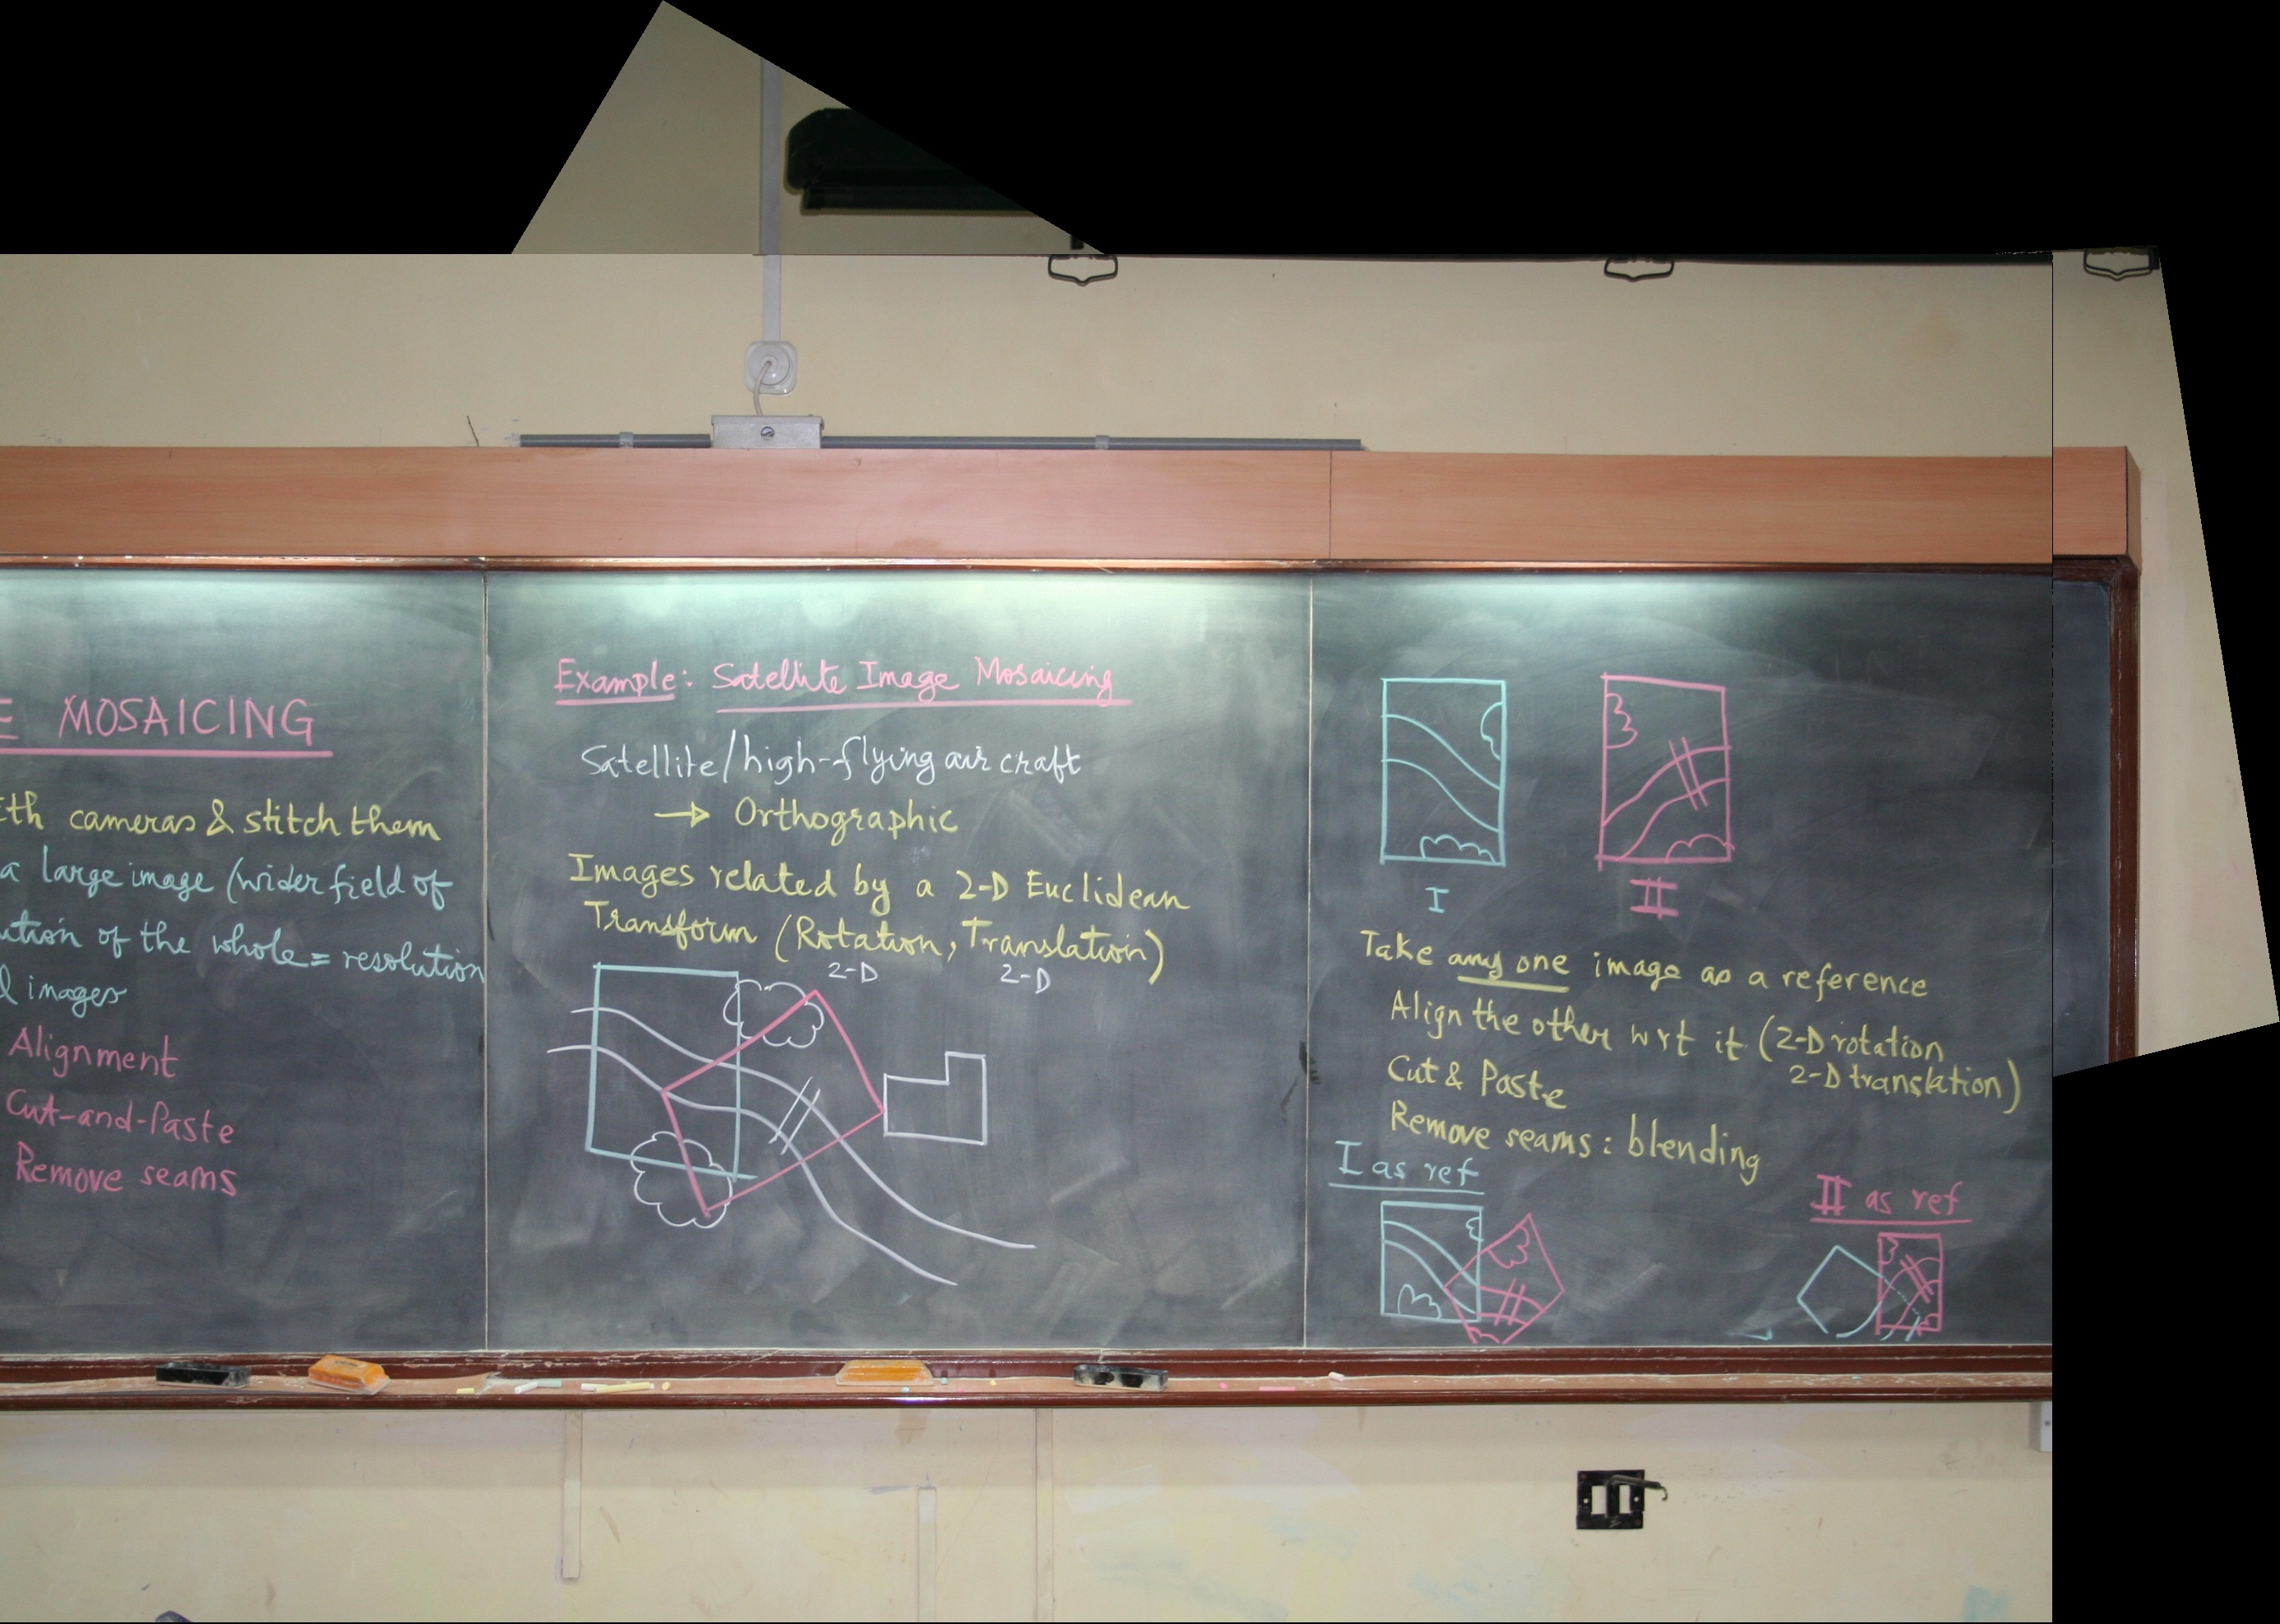 E MOSAICING
ith cameras & stitch them
a large image (wider field of
ution of the whole = resolution
l images
Alignment
Cut-and-Paste
Remove seams
Example: Satellite Image Mosaicing
Satellite/high-flying air craft
→ Orthographic
Images related by a 2-D Euclidean
Transform (Rotation, Translation)
2-D 2-D
I II
Take any one image as a reference
Align the other wrt it (2-D rotation
2-D translation)
Cut & Paste
Remove seams: blending
I as ref
II as ref